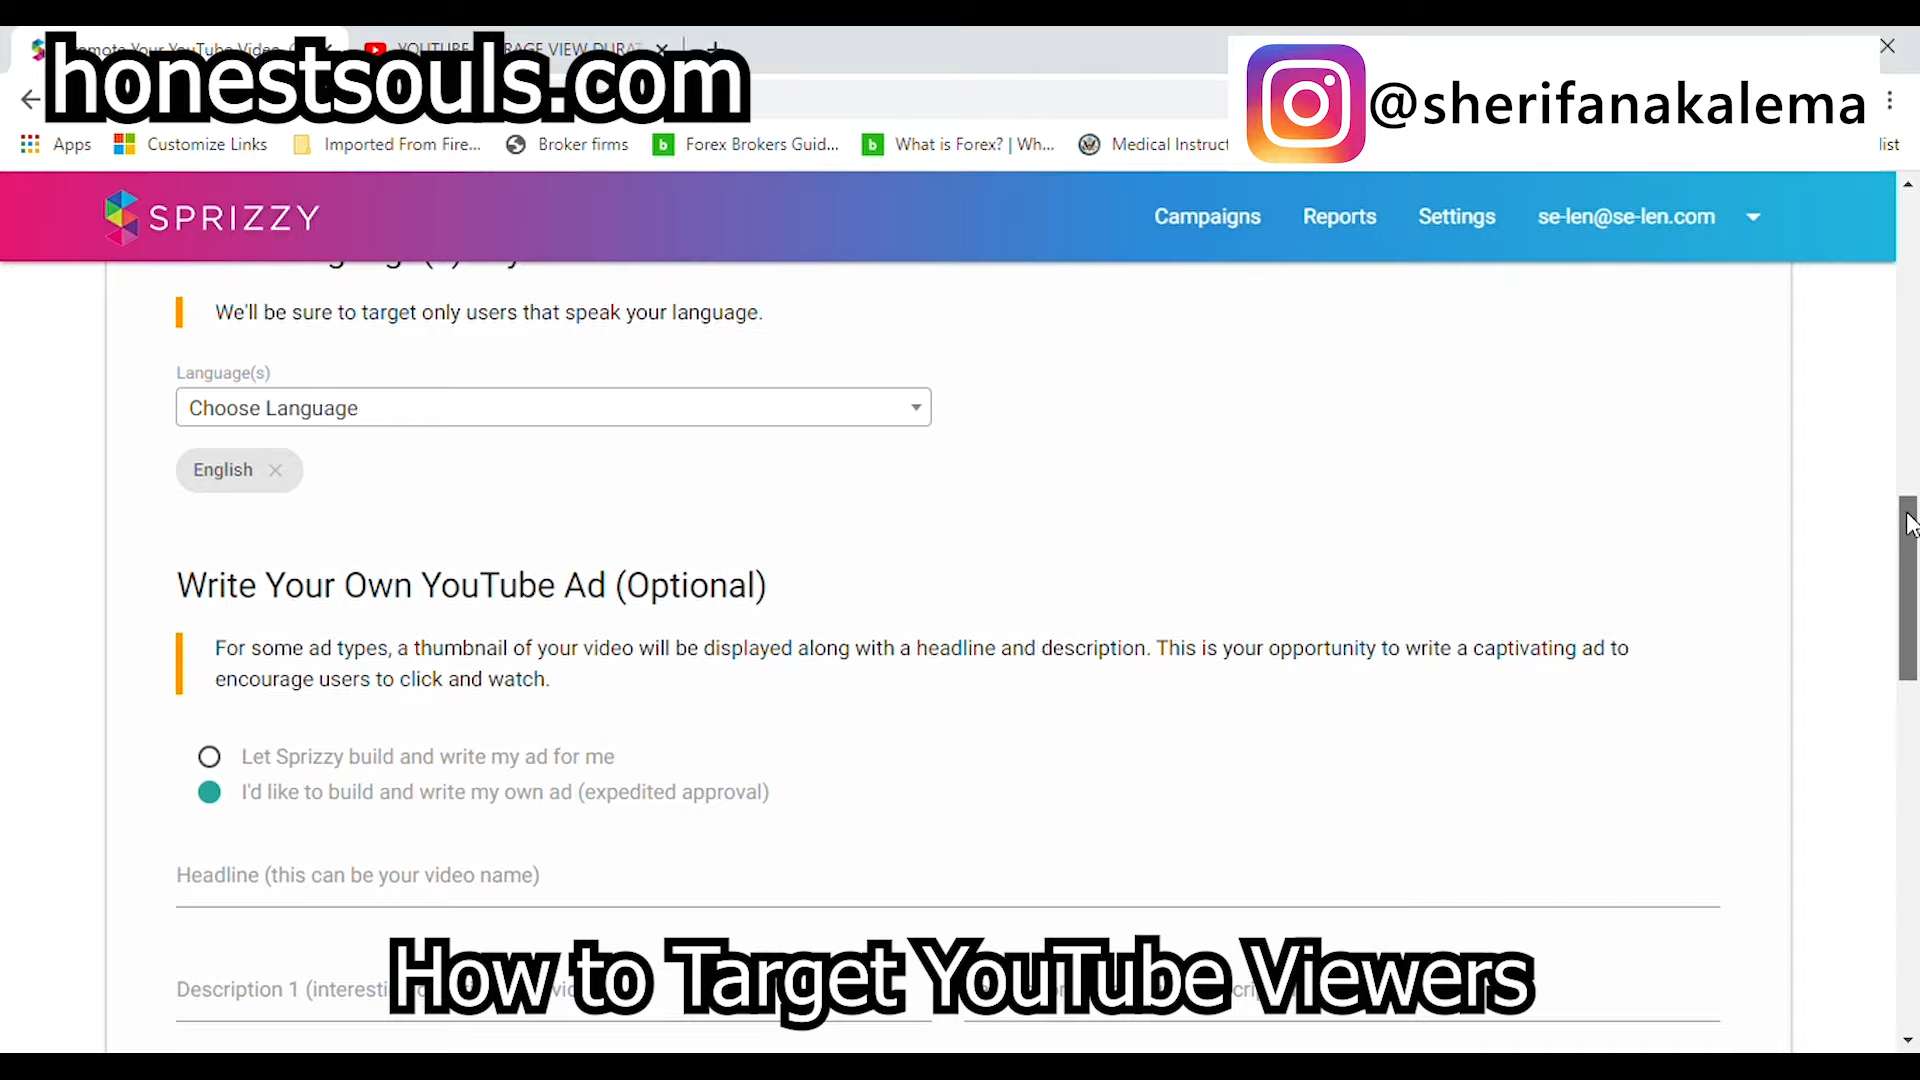 honestsouls.com
@sherifanakalema
Apps
Customize Links
Imported From Fire...
Broker firms
Forex Brokers Guid...
What is Forex? | Wh...
Medical Instruct
list
SPRIZZY
Campaigns
Reports
Settings
se-len@se-len.com
We'll be sure to target only users that speak your language.
Language(s)
Choose Language
English
Write Your Own YouTube Ad (Optional)
For some ad types, a thumbnail of your video will be displayed along with a headline and description. This is your opportunity to write a captivating ad to
encourage users to click and watch.
Let Sprizzy build and write my ad for me
I'd like to build and write my own ad (expedited approval)
Headline (this can be your video name)
Description 1
How to Target YouTube Viewers